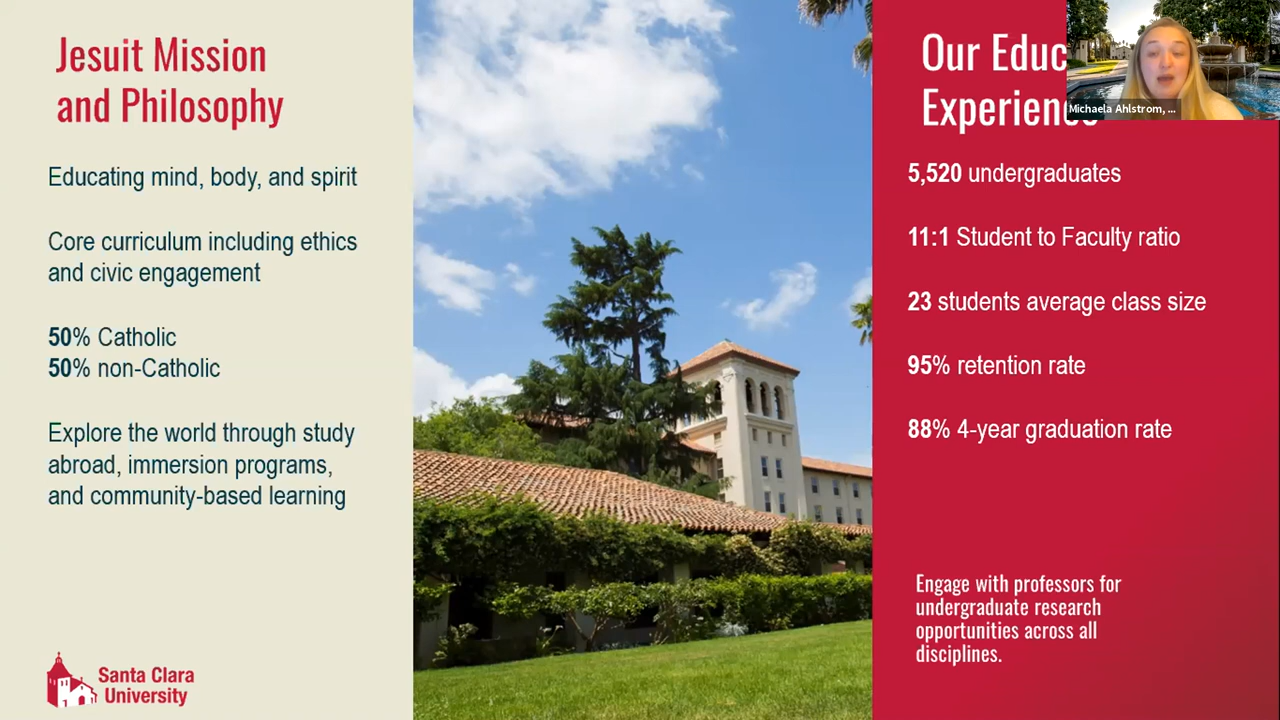 Jesuit Mission
and Philosophy
Educating mind, body, and spirit
Core curriculum including ethics
and civic engagement
50% Catholic
50% non-Catholic
Explore the world through study
abroad, immersion programs,
and community-based learning
Santa Clara
University
Our Educ
Experience
Michaela Ahlstrom, ...
5,520 undergraduates
11:1 Student to Faculty ratio
23 students average class size
95% retention rate
88% 4-year graduation rate
Engage with professors for
undergraduate research
opportunities across all
disciplines.